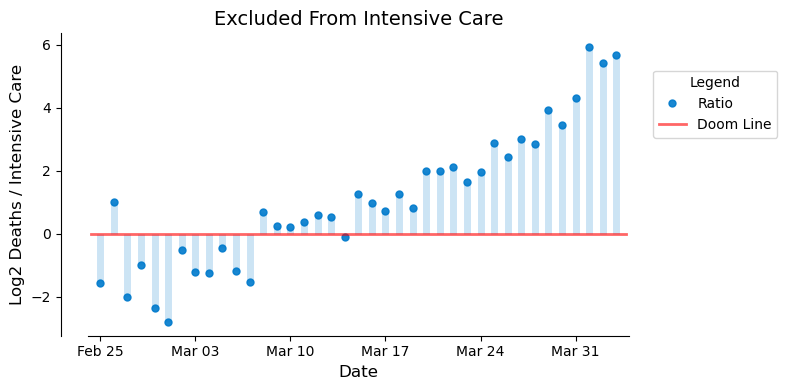 Excluded From Intensive Care
Log2 Deaths / Intensive Care
6
4
2
0
−2
Feb 25
Mar 03
Mar 10
Mar 17
Mar 24
Mar 31
Date
Legend
Ratio
Doom Line